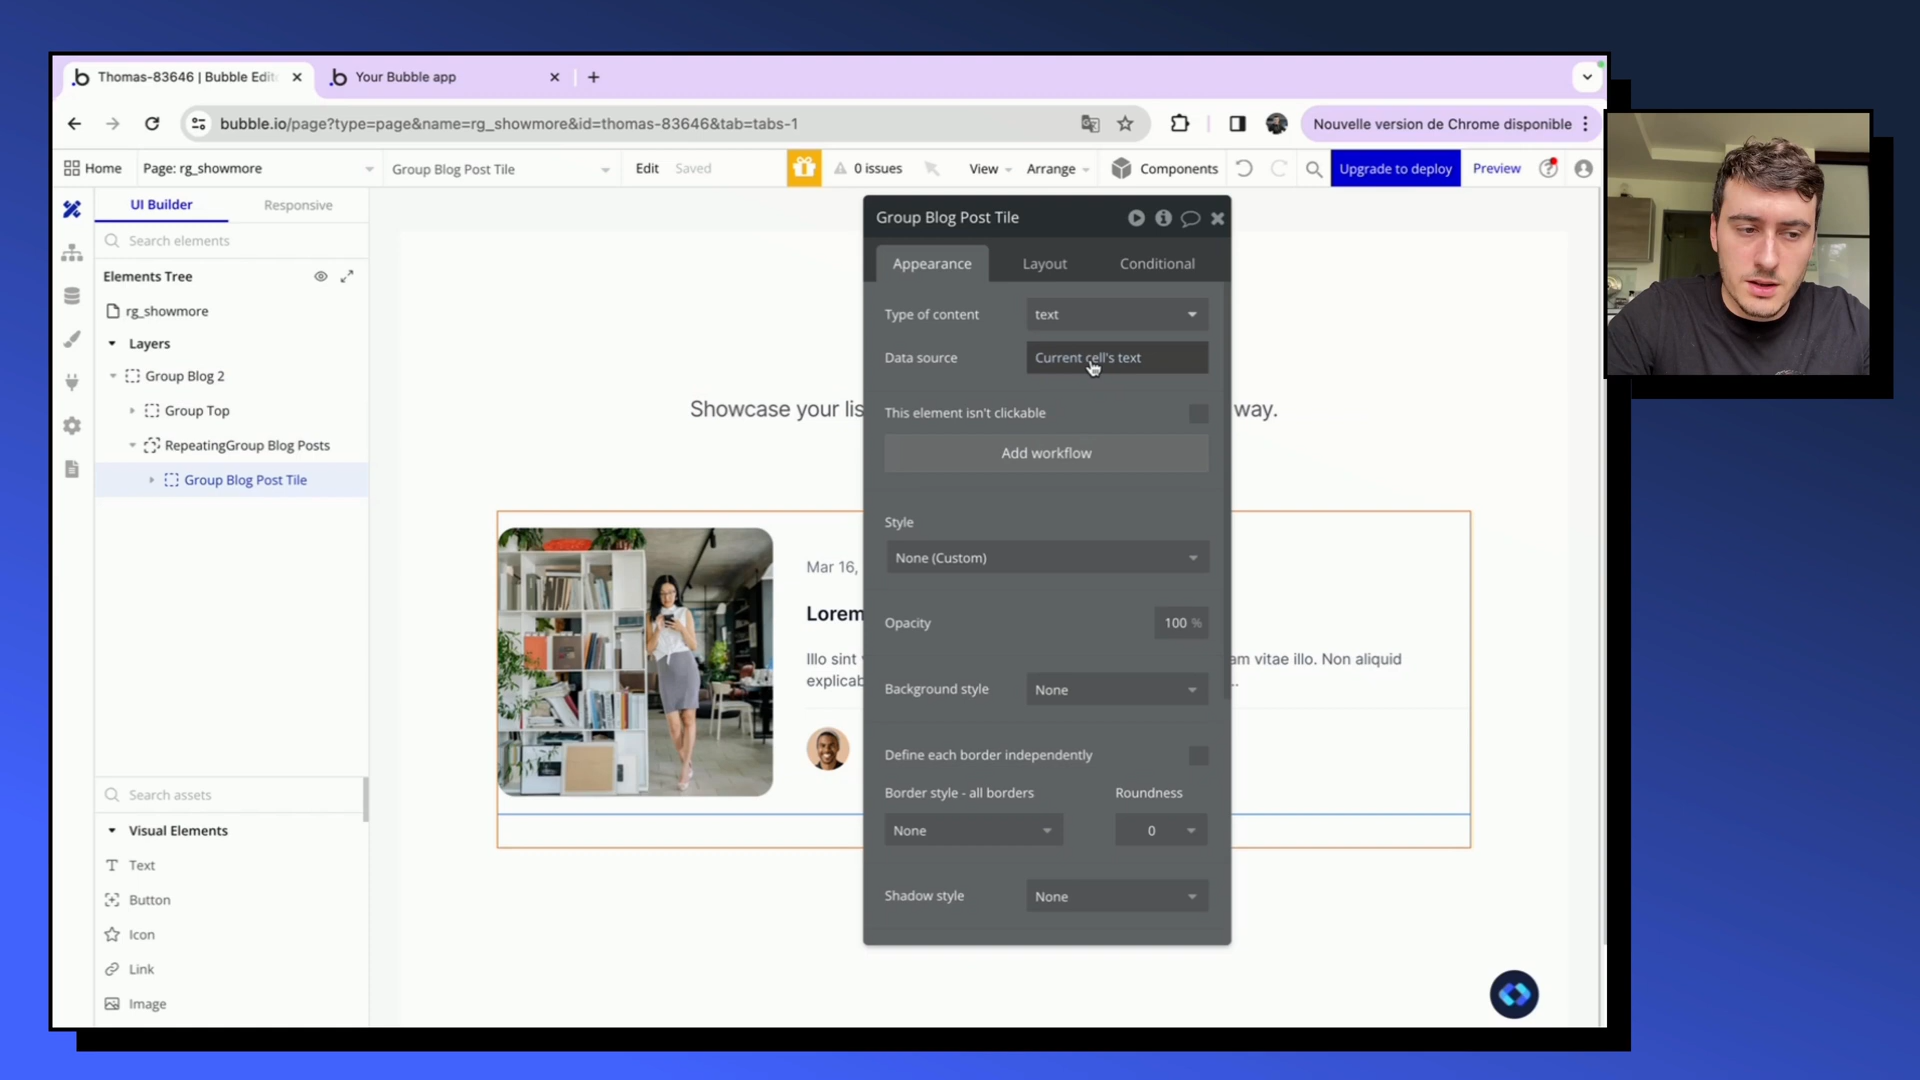 Thomas-83646 | Bubble Edit
Your Bubble app
bubble.io/page?type=page&name=rg_showmore&id=thomas-83646&tab=tabs-1
Nouvelle version de Chrome disponible
Home
Page: rg_showmore
Group Blog Post Tile
Edit
Saved
0 issues
View
Arrange
Components
Upgrade to deploy
Preview
UI Builder
Responsive
Search elements
Elements Tree
rg_showmore
Layers
Group Blog 2
Group Top
RepeatingGroup Blog Posts
Group Blog Post Tile
Search assets
Visual Elements
Text
Button
Icon
Link
Image
Showcase your lis
way.
Mar 16,
Lorem
Illo sint
am vitae illo. Non aliquid
explicab
..
Group Blog Post Tile
Appearance
Layout
Conditional
Type of content
text
Data source
Current cell's text
This element isn't clickable
Add workflow
Style
None (Custom)
Opacity
100 %
Background style
None
Define each border independently
Border style - all borders
Roundness
None
0
Shadow style
None